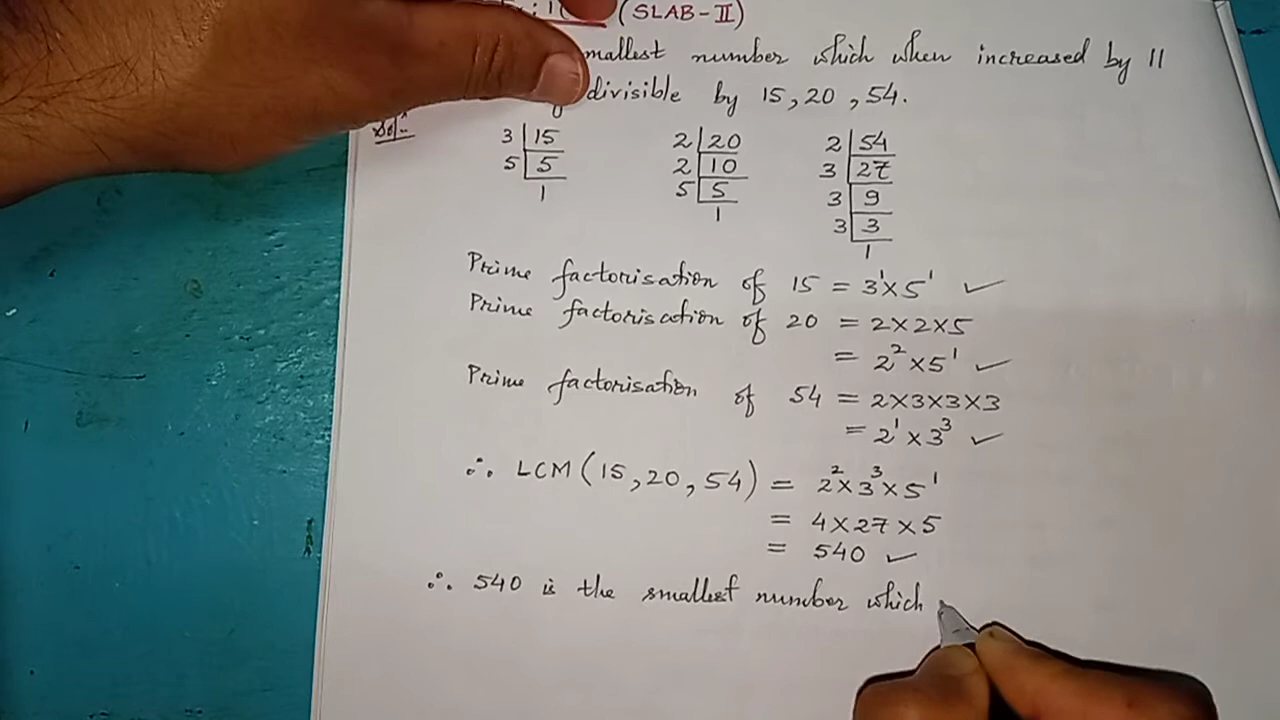 (SLAB-II)
smallest number which when increased by 11
divisible by 15, 20, 54.
Sol:
3 | 15 2 | 20 2 | 54
5 | 5 2 | 10 3 | 27
1 5 | 5 3 | 9
1 3 | 3
1
Prime factorisation of 15 = 3¹×5¹ ✓
Prime factorisation of 20 = 2×2×5
= 2²×5¹ ✓
Prime factorisation of 54 = 2×3×3×3
= 2¹×3³ ✓
∴ LCM(15, 20, 54) = 2²×3³×5¹
= 4×27×5
= 540 ✓
∴ 540 is the smallest number which